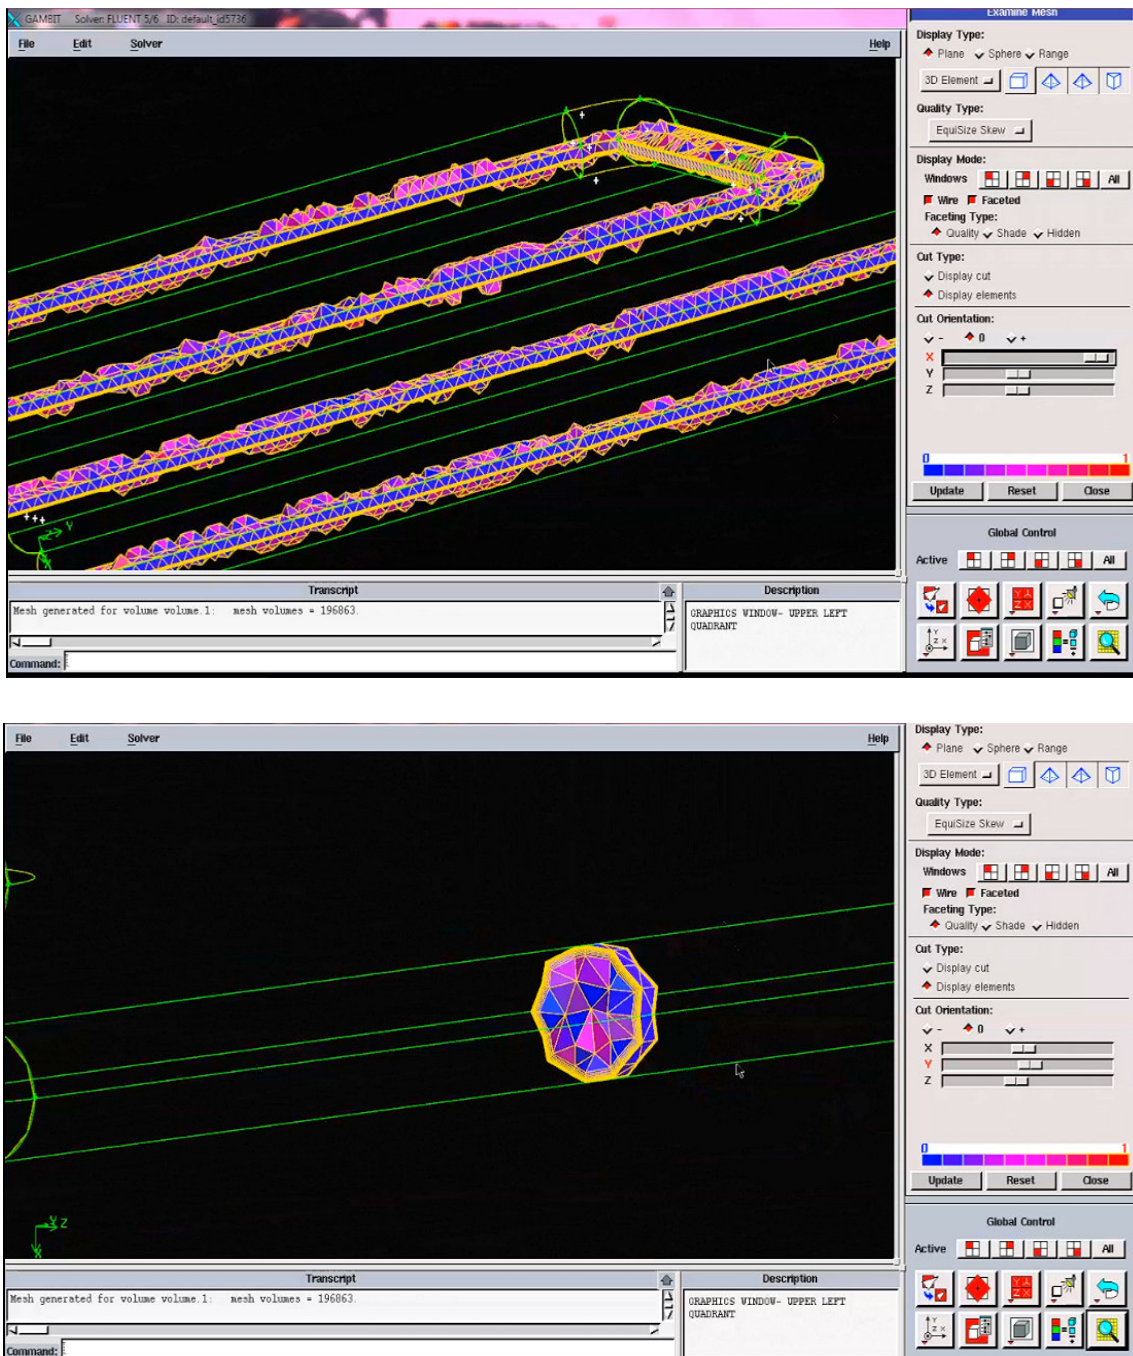 GAMBIT Solver: FLUENT 5/6 ID: default_id5736
File Edit Solver Help
Examine Mesh
Display Type:
Plane Sphere Range
3D Element
Quality Type:
EquiSize Skew
Display Mode:
Windows All
Wire Faceted
Faceting Type:
Quality Shade Hidden
Cut Type:
Display cut
Display elements
Cut Orientation:
- 0 +
X
Y
Z
0 1
Update Reset Close
Global Control
Active All
Y
Transcript
Mesh generated for volume volume.1: mesh volumes = 196863.
Command:
Description
GRAPHICS WINDOW- UPPER LEFT
QUADRANT
File Edit Solver Help
Display Type:
Plane Sphere Range
3D Element
Quality Type:
EquiSize Skew
Display Mode:
Windows All
Wire Faceted
Faceting Type:
Quality Shade Hidden
Cut Type:
Display cut
Display elements
Cut Orientation:
- 0 +
X
Y
Z
0 1
Update Reset Close
Global Control
Active All
Z
X
Transcript
Mesh generated for volume volume.1: mesh volumes = 196863.
Command:
Description
GRAPHICS WINDOW- UPPER LEFT
QUADRANT